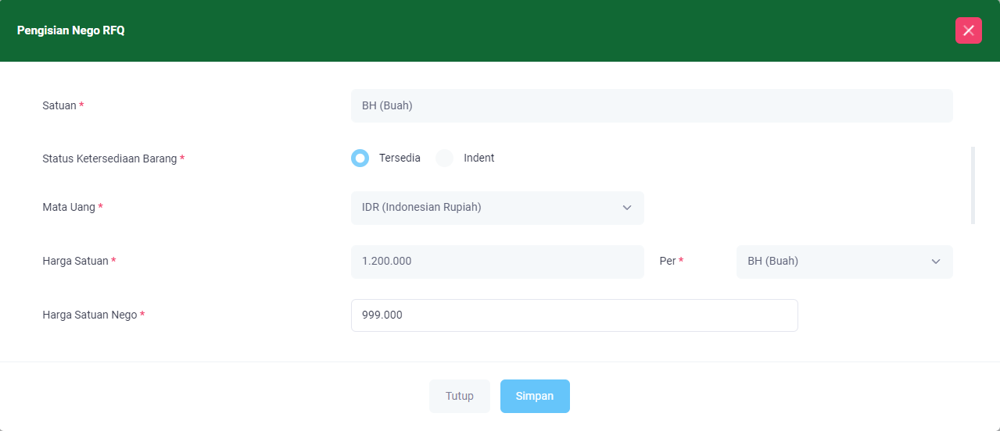 Pengisian Nego RFQ
Satuan * BH (Buah)
Status Ketersediaan Barang * Tersedia Indent
Mata Uang * IDR (Indonesian Rupiah)
Harga Satuan * 1.200.000 Per * BH (Buah)
Harga Satuan Nego * 999.000
Tutup Simpan